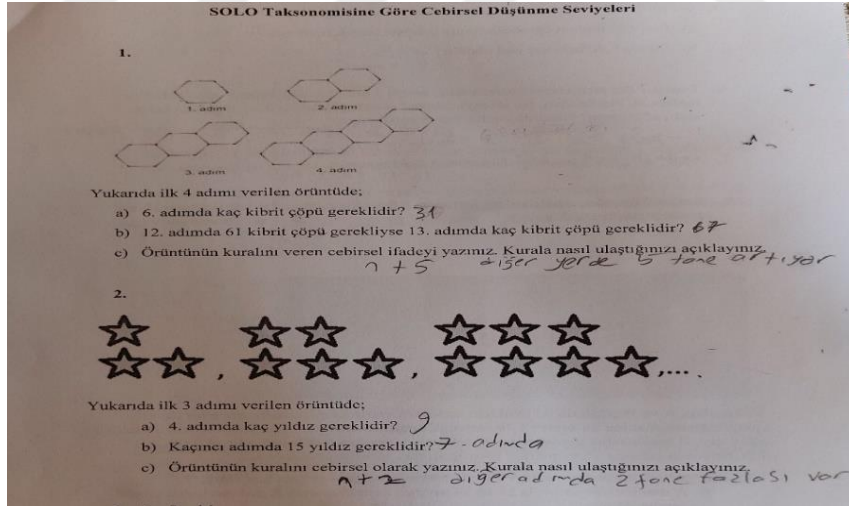 SOLO Taksonomisine Göre Cebirsel Düşünme Seviyeleri
1.
1. adım 2. adım
3. adım 4. adım
Yukarıda ilk 4 adımı verilen örüntüde;
a) 6. adımda kaç kibrit çöpü gereklidir? 31
b) 12. adımda 61 kibrit çöpü gerekliyse 13. adımda kaç kibrit çöpü gereklidir? 67
c) Örüntünün kuralını veren cebirsel ifadeyi yazınız. Kurala nasıl ulaştığınızı açıklayınız.
n + 5 diğer yerde 5 tane artıyor
2.
, , ,... .
Yukarıda ilk 3 adımı verilen örüntüde;
a) 4. adımda kaç yıldız gereklidir? 9
b) Kaçıncı adımda 15 yıldız gereklidir? 7. adımda
c) Örüntünün kuralını cebirsel olarak yazınız. Kurala nasıl ulaştığınızı açıklayınız.
n + 2 diğer adımda 2 tane fazlası var